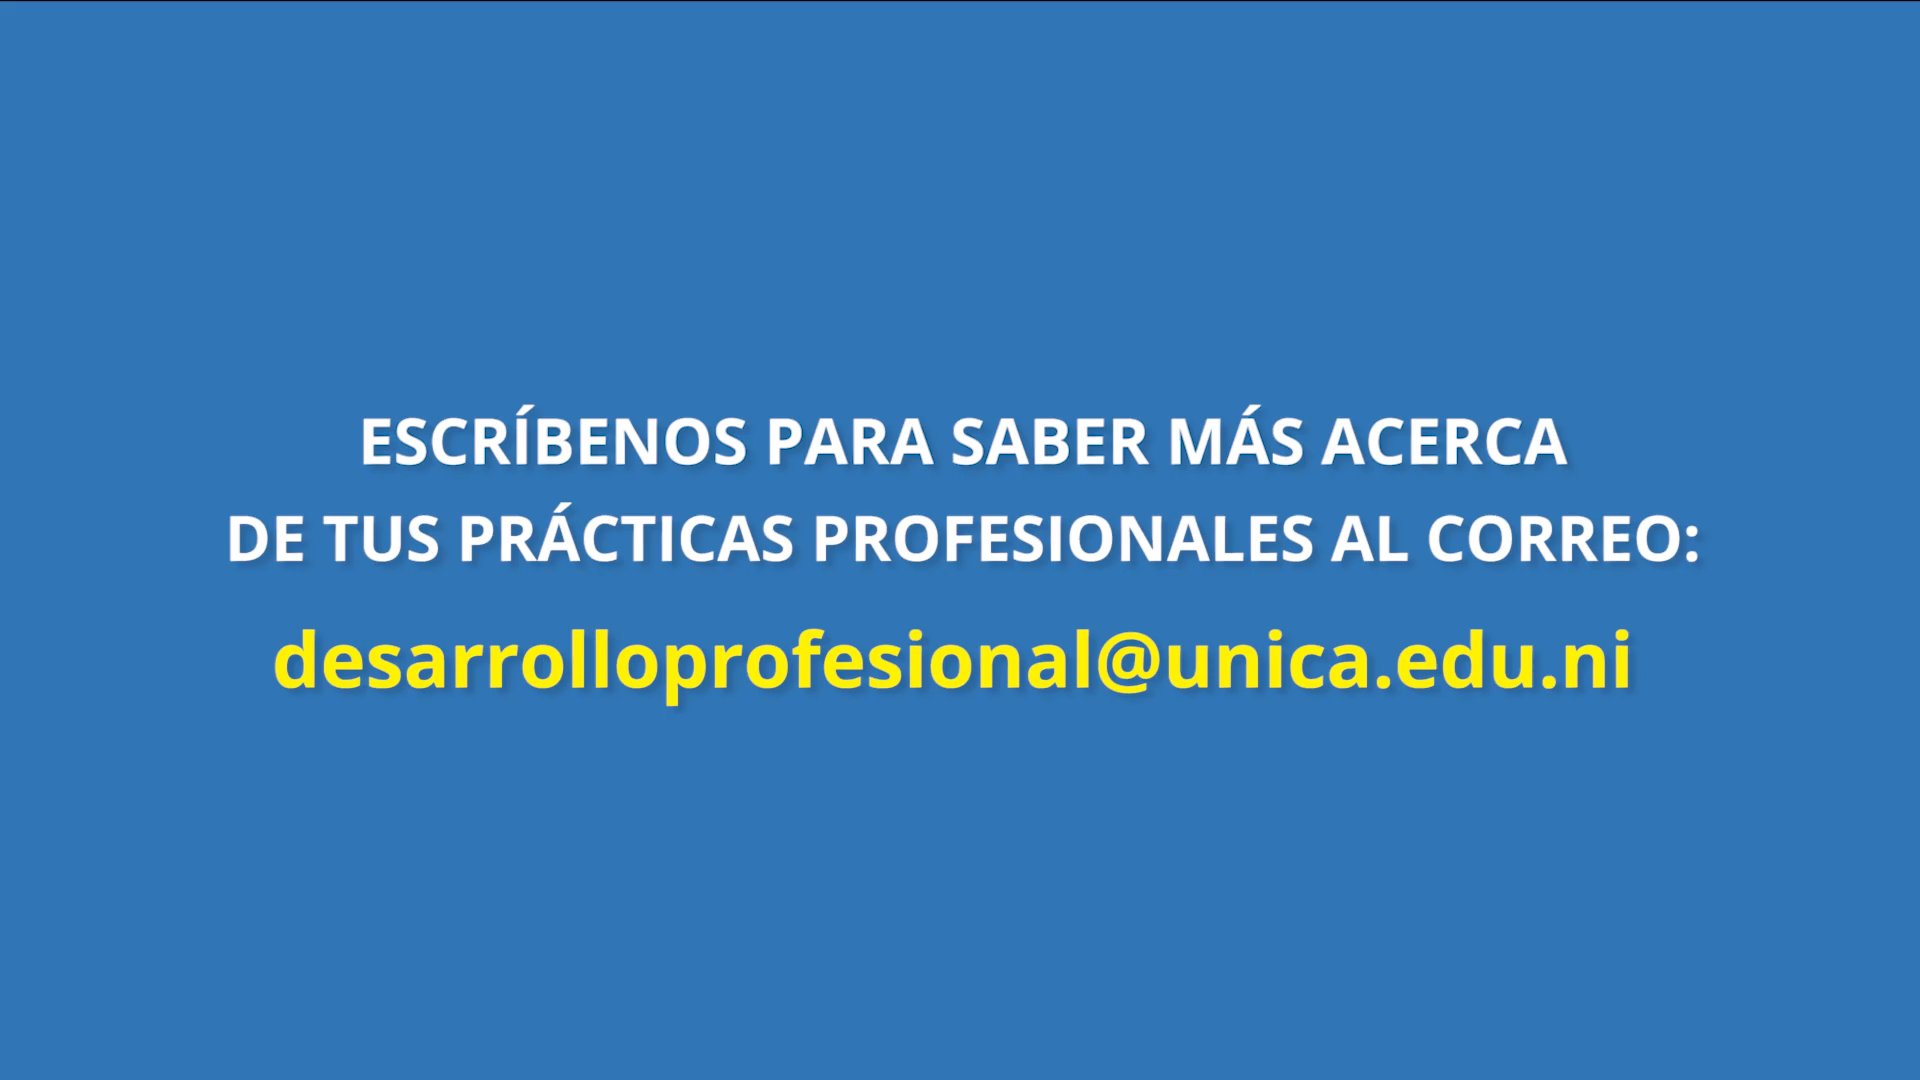 ESCRÍBENOS PARA SABER MÁS ACERCA
DE TUS PRÁCTICAS PROFESIONALES AL CORREO:
desarrolloprofesional@unica.edu.ni